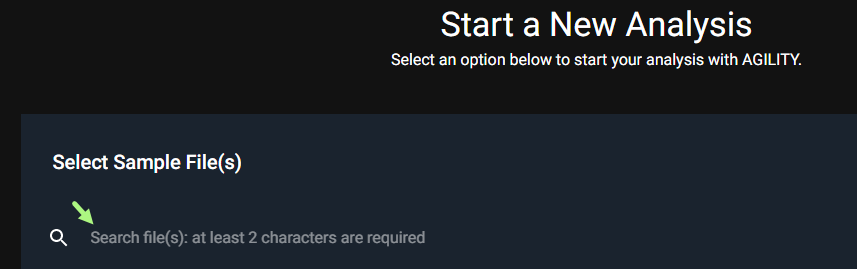 Start a New Analysis
Select an option below to start your analysis with AGILITY.
Select Sample File(s)
Search file(s): at least 2 characters are required